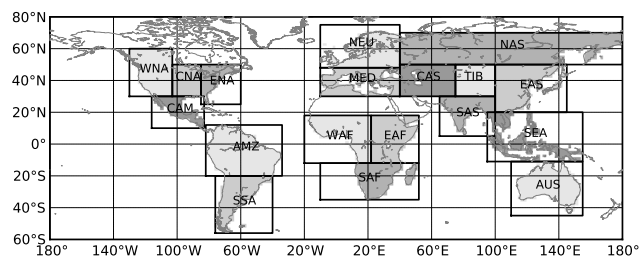 80°N
NEU
NAS
60°N
WNA
CNA
ENA
MED
CAS
TIB
EAS
40°N
CAM
SAS
20°N
WAF
EAF
SEA
0°
AMZ
SAF
20°S
AUS
SSA
40°S
60°S
180° 140°W 100°W 60°W 20°W 20°E 60°E 100°E 140°E 180°